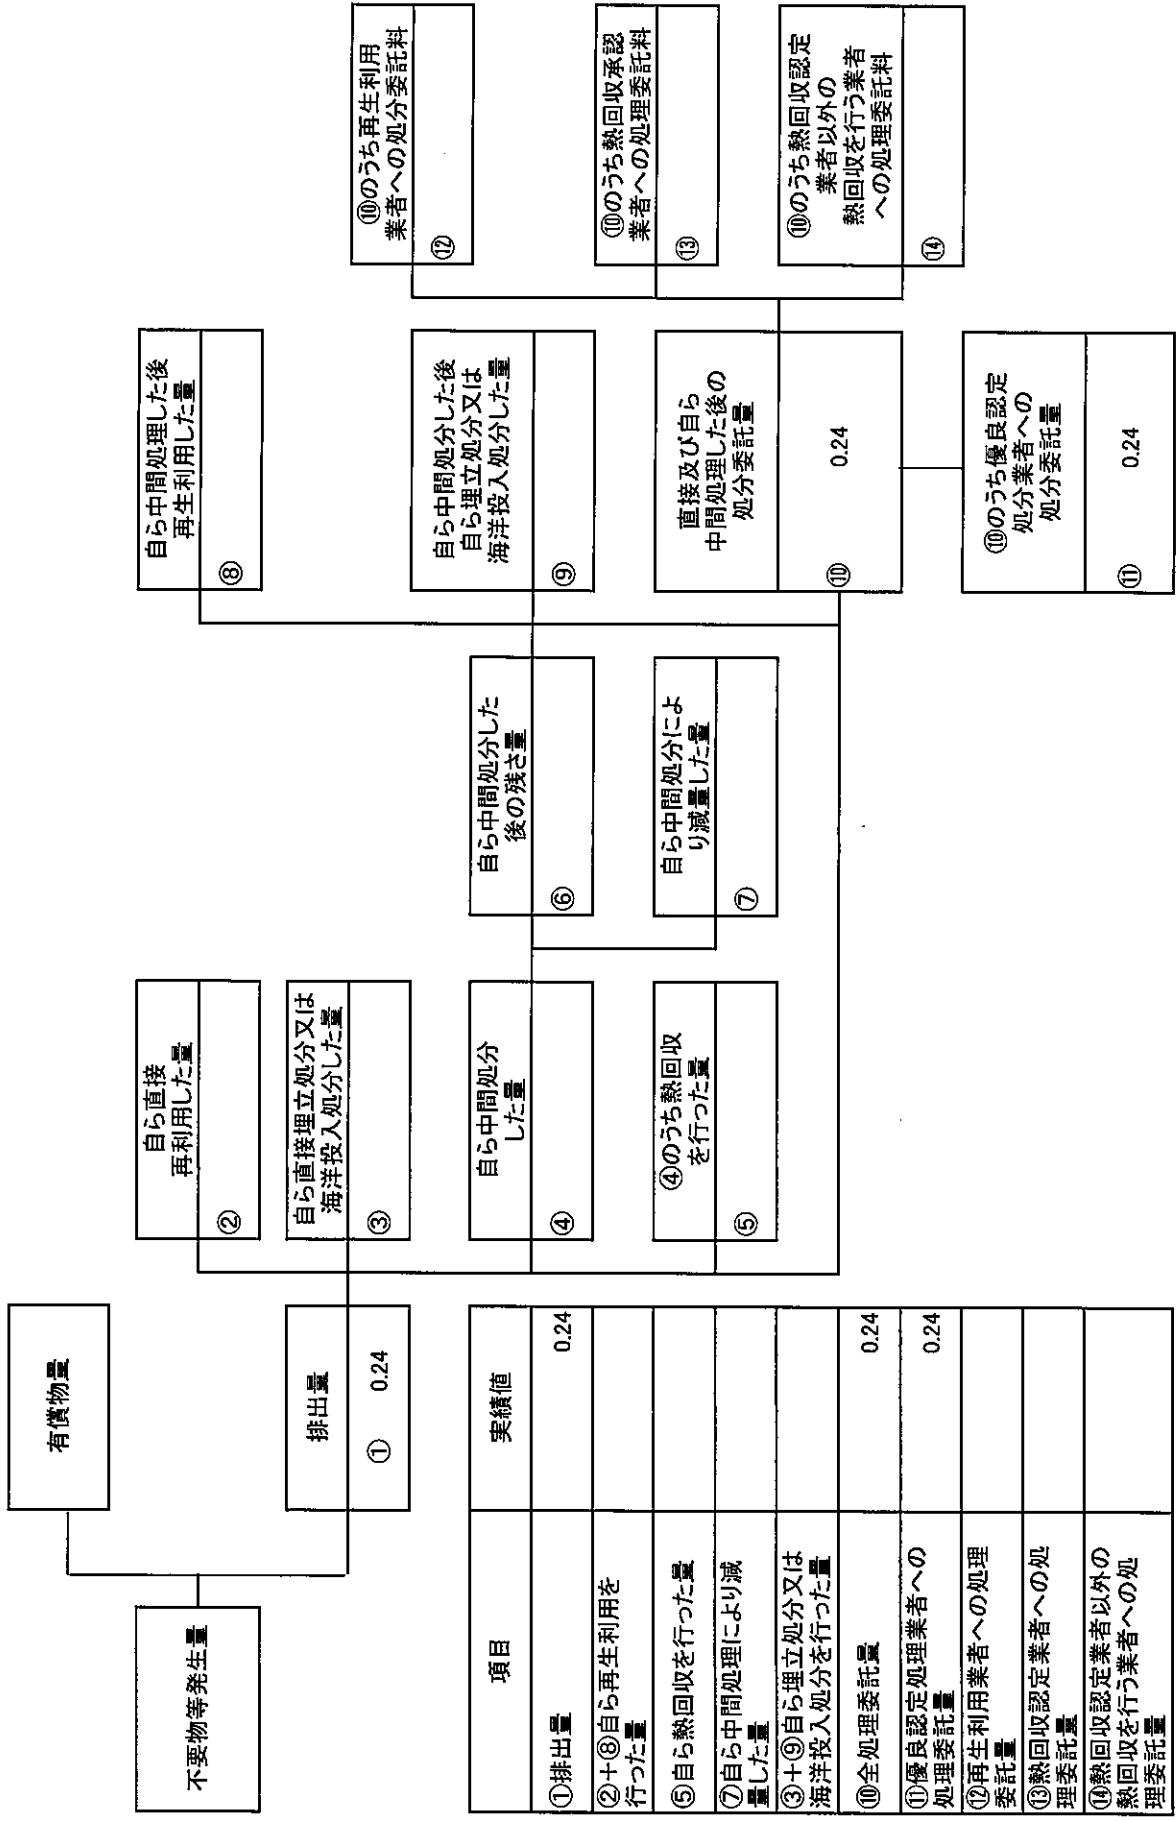 有償物量
不要物等発生量
排出量
① 0.24
自ら直接
再利用した量
②
自ら直接埋立処分又は
海洋投入処分した量
③
自ら中間処分
した量
④
④のうち熱回収
を行った量
⑤
自ら中間処分した
後の残さ量
⑥
自ら中間処分によ
り減量した量
⑦
自ら中間処理した後
再生利用した量
⑧
自ら中間処分した後
自ら埋立処分又は
海洋投入処分した量
⑨
直接及び自ら
中間処理した後の
処分委託量
⑩ 0.24
⑩のうち優良認定
処分業者への
処分委託量
⑪ 0.24
⑩のうち再生利用
業者への処分委託料
⑫
⑩のうち熱回収承認
業者への処理委託料
⑬
⑩のうち熱回収認定
業者以外の
熱回収を行う業者
への処理委託料
⑭
項目 実績値
①排出量 0.24
②+⑧自ら再生利用を
行った量
⑤自ら熱回収を行った量
⑦自ら中間処理により減
量した量
③+⑨自ら埋立処分又は
海洋投入処分を行った量
⑩全処理委託量 0.24
⑪優良認定処理業者への
処理委託量 0.24
⑫再生利用業者への処理
委託量
⑬熱回収認定業者への処
理委託量
⑭熱回収認定業者以外の
熱回収を行う業者への処
理委託量